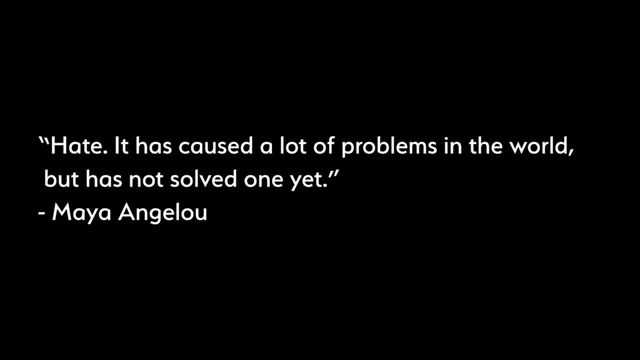 “Hate. It has caused a lot of problems in the world,
but has not solved one yet.”
- Maya Angelou